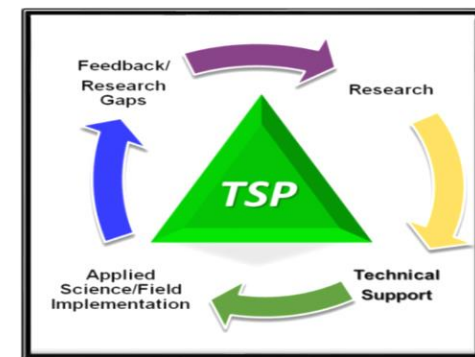 Feedback/
Research
Gaps
Research
TSP
Applied
Science/Field
Implementation
Technical
Support